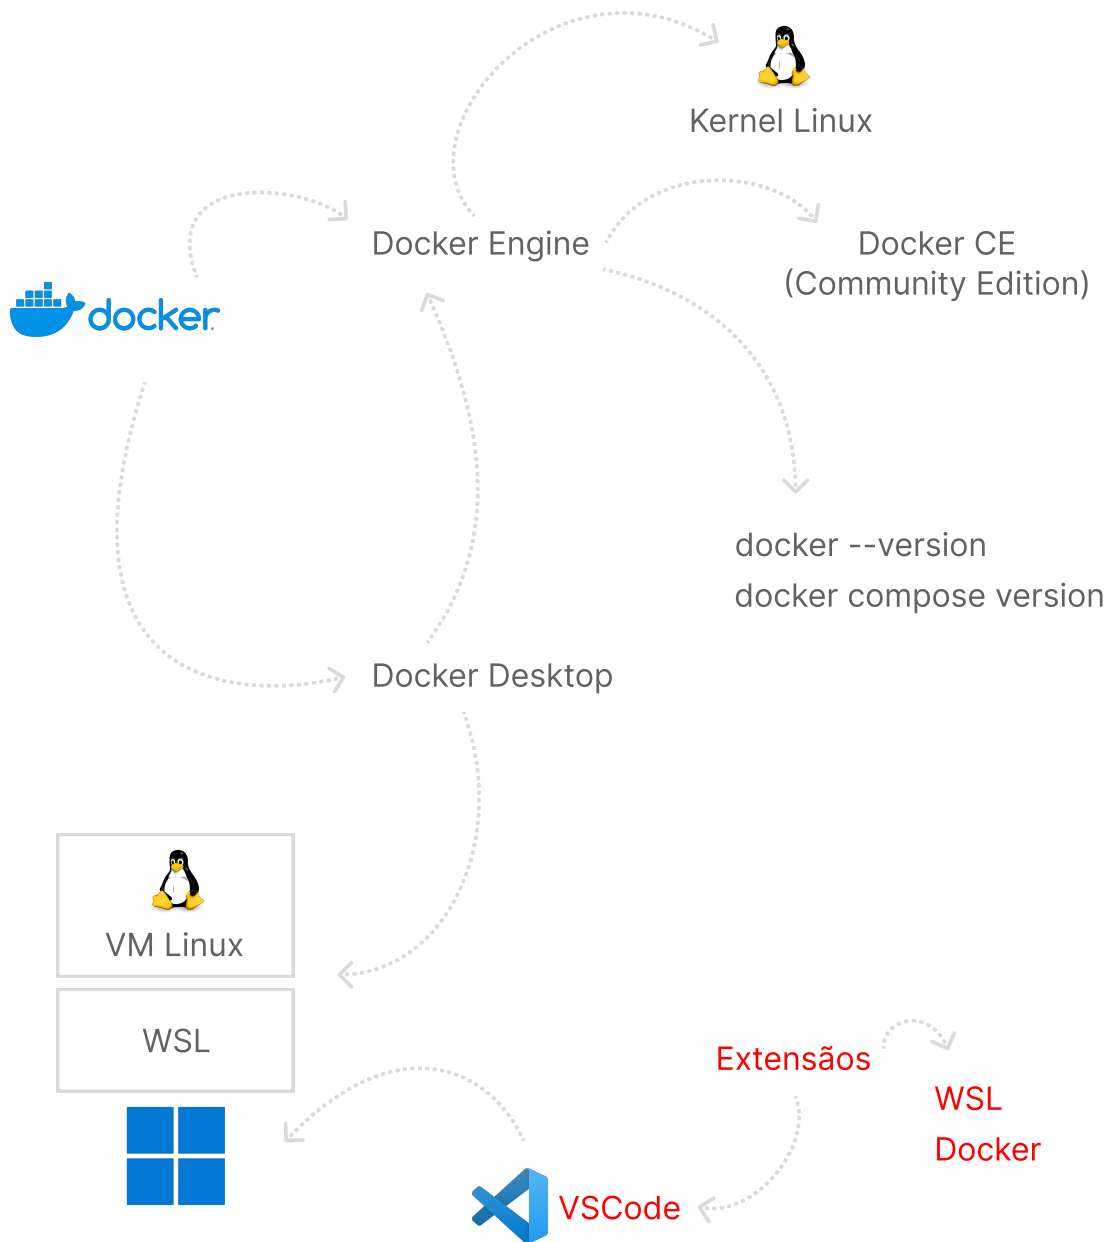 Kernel Linux
Docker Engine
Docker CE
(Community Edition)
docker
docker --version
docker compose version
Docker Desktop
VM Linux
WSL
Extensãos
WSL
Docker
VSCode